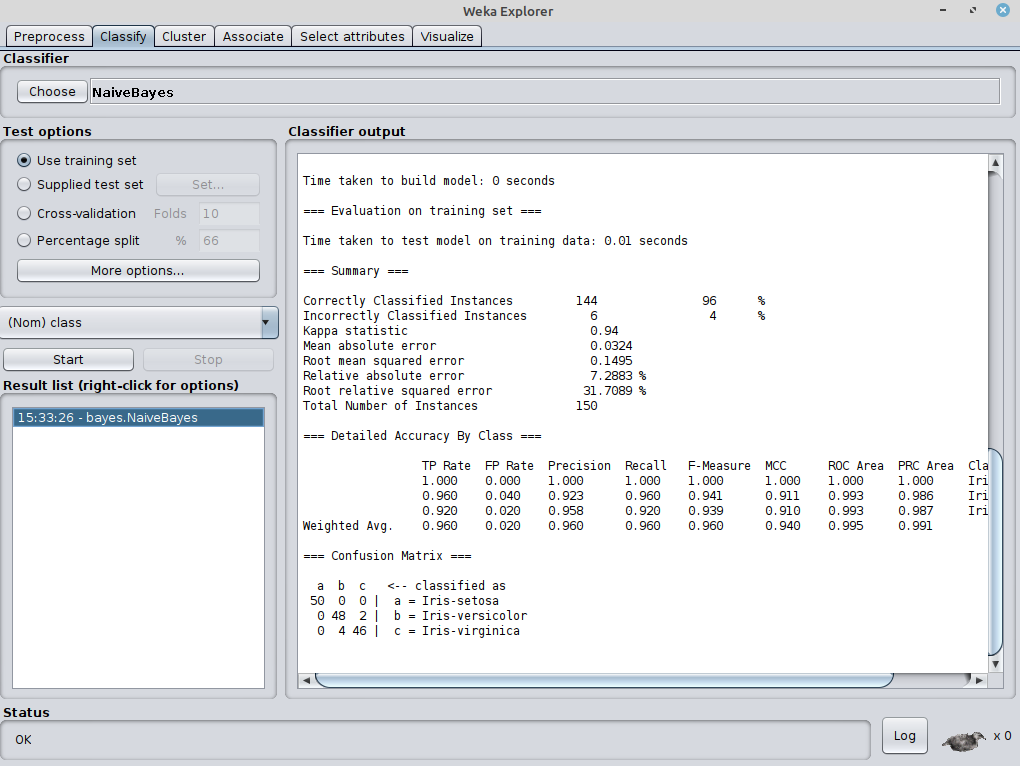 Weka Explorer
Preprocess Classify Cluster Associate Select attributes Visualize
Classifier
Choose NaiveBayes
Test options
Use training set
Supplied test set Set...
Cross-validation Folds 10
Percentage split % 66
More options...
(Nom) class
Start Stop
Result list (right-click for options)
15:33:26 - bayes.NaiveBayes
Classifier output
Time taken to build model: 0 seconds
=== Evaluation on training set ===
Time taken to test model on training data: 0.01 seconds
=== Summary ===
Correctly Classified Instances 144 96 %
Incorrectly Classified Instances 6 4 %
Kappa statistic 0.94
Mean absolute error 0.0324
Root mean squared error 0.1495
Relative absolute error 7.2883 %
Root relative squared error 31.7089 %
Total Number of Instances 150
=== Detailed Accuracy By Class ===
TP Rate FP Rate Precision Recall F-Measure MCC ROC Area PRC Area Cla
1.000 0.000 1.000 1.000 1.000 1.000 1.000 1.000 Iri
0.960 0.040 0.923 0.960 0.941 0.911 0.993 0.986 Iri
0.920 0.020 0.958 0.920 0.939 0.910 0.993 0.987 Iri
Weighted Avg. 0.960 0.020 0.960 0.960 0.960 0.940 0.995 0.991
=== Confusion Matrix ===
a b c <-- classified as
50 0 0 | a = Iris-setosa
0 48 2 | b = Iris-versicolor
0 4 46 | c = Iris-virginica
Status
OK
Log
x 0